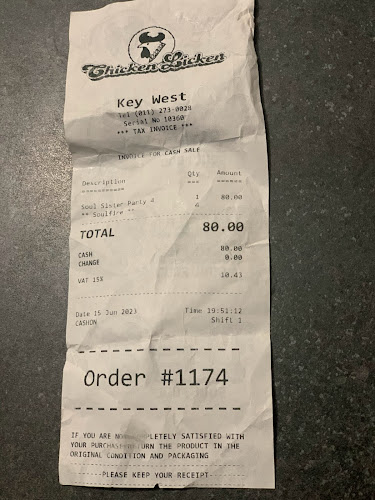 Chicken Licken
Key West
Tel (011) 273-0028
Serial No 10360
*** TAX INVOICE ***
INVOICE FOR CASH SALE
Description Qty Amount
Soul Sister Party 4 1 80.00
** Soulfire ** 4
TOTAL 80.00
CASH 80.00
CHANGE 0.00
VAT 15% 10.43
Date 15 Jun 2023 Time 19:51:12
CASHON Shift 1
Order #1174
IF YOU ARE NOT COMPLETELY SATISFIED WITH
YOUR PURCHASE RETURN THE PRODUCT IN THE
ORIGINAL CONDITION AND PACKAGING
PLEASE KEEP YOUR RECEIPT